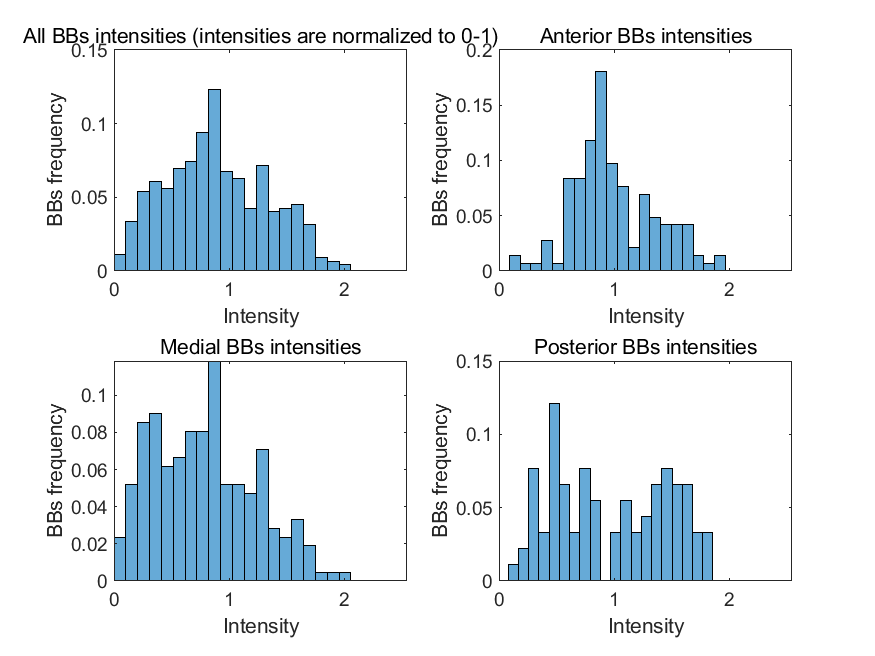 All BBs intensities (intensities are normalized to 0-1)
0.15
0.1
0.05
0
BBs frequency
0 1 2
Intensity
Anterior BBs intensities
0.2
0.15
0.1
0.05
0
BBs frequency
0 1 2
Intensity
Medial BBs intensities
0.1
0.08
0.06
0.04
0.02
0
BBs frequency
0 1 2
Intensity
Posterior BBs intensities
0.15
0.1
0.05
0
BBs frequency
0 1 2
Intensity